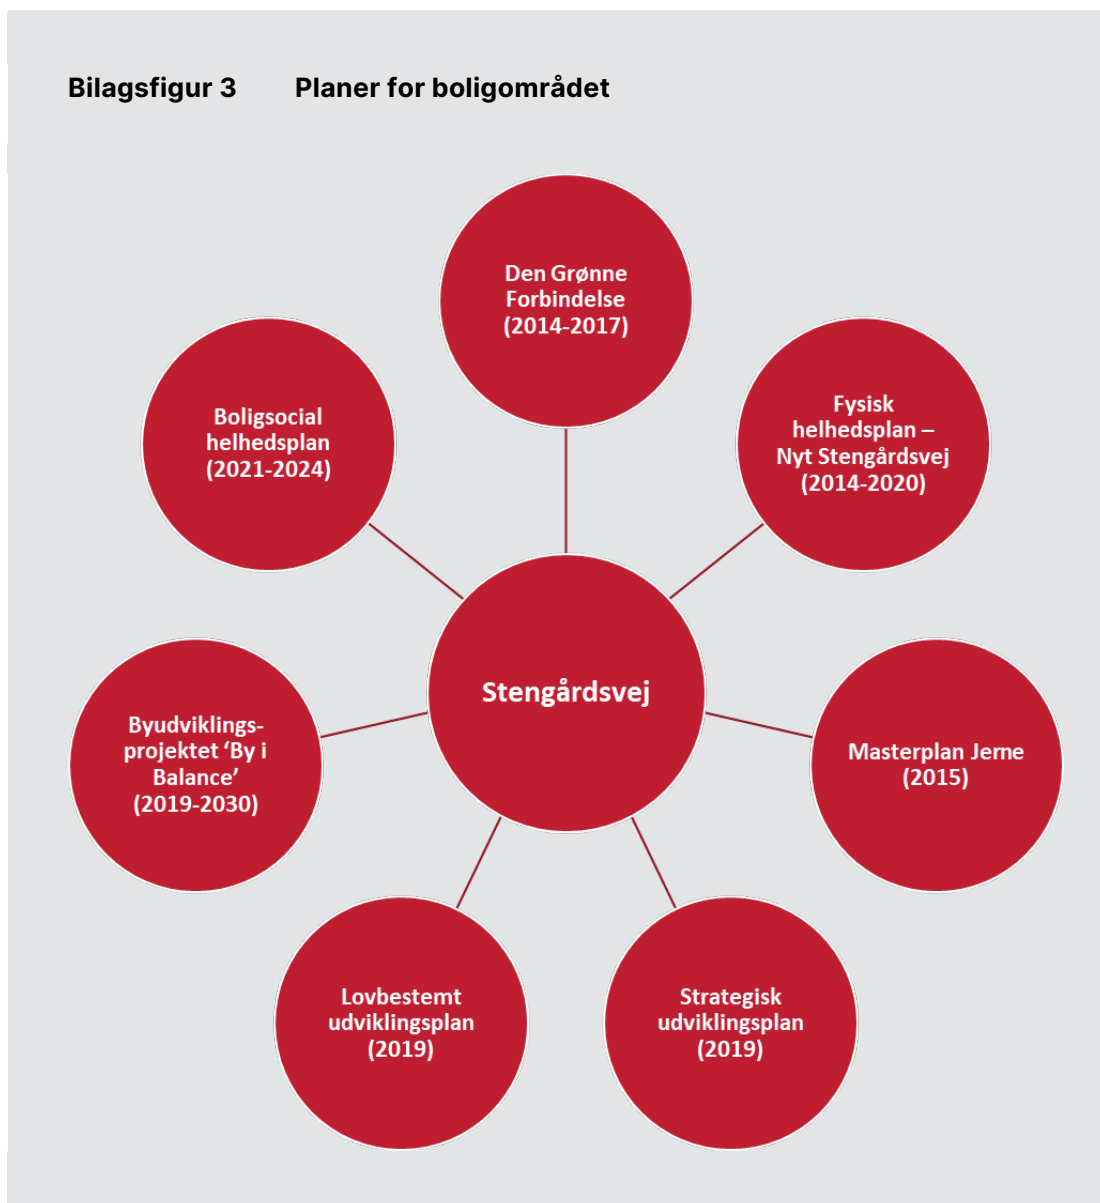 Bilagsfigur 3 Planer for boligområdet
Den Grønne
Forbindelse
(2014-2017)
Fysisk
helhedsplan –
Nyt Stengårdsvej
(2014-2020)
Masterplan Jerne
(2015)
Strategisk
udviklingsplan
(2019)
Lovbestemt
udviklingsplan
(2019)
Byudviklings-
projektet ‘By i
Balance’
(2019-2030)
Boligsocial
helhedsplan
(2021-2024)
Stengårdsvej